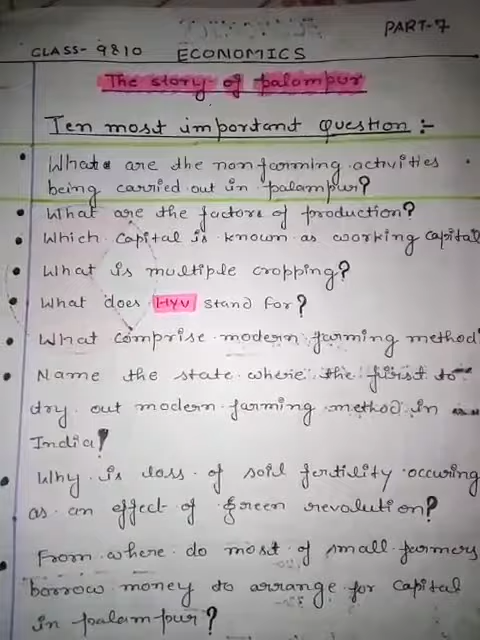 PART-7
CLASS- 9&10 ECONOMICS
The story of palampur
Ten most important question :-
• What are the nonfarming activities
being carried out in palampur?
• What are the factors of production?
• Which capital is known as working capital
• What is multiple cropping?
• What does HYV stand for?
• What comprise modern farming method
• Name the state where the first to
try out modern farming method in
India?
• Why is loss of soil fertility occuring
as an effect of green revolution?
• From where do most of small farmers
borrow money to arrange for capital
in palampur?